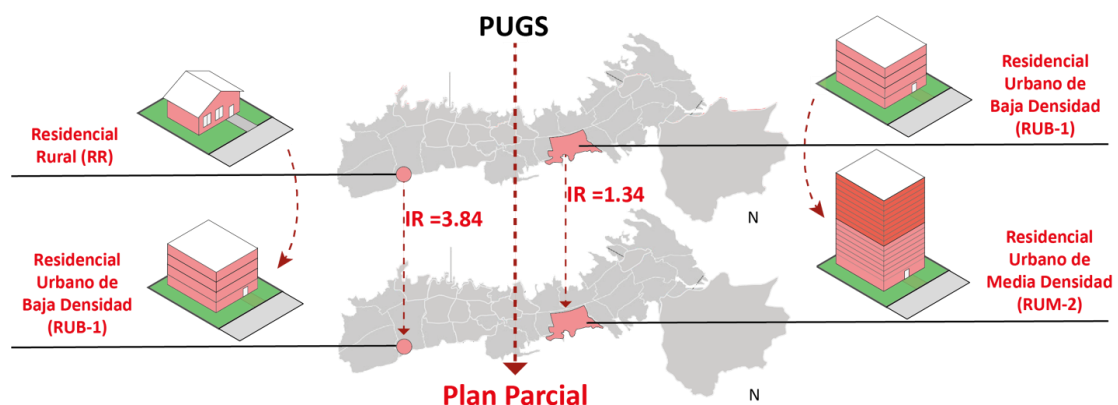 PUGS
Residencial
Rural (RR)
Residencial
Urbano de
Baja Densidad
(RUB-1)
IR =3.84
IR =1.34
N
Residencial
Urbano de
Baja Densidad
(RUB-1)
Residencial
Urbano de
Media Densidad
(RUM-2)
N
Plan Parcial